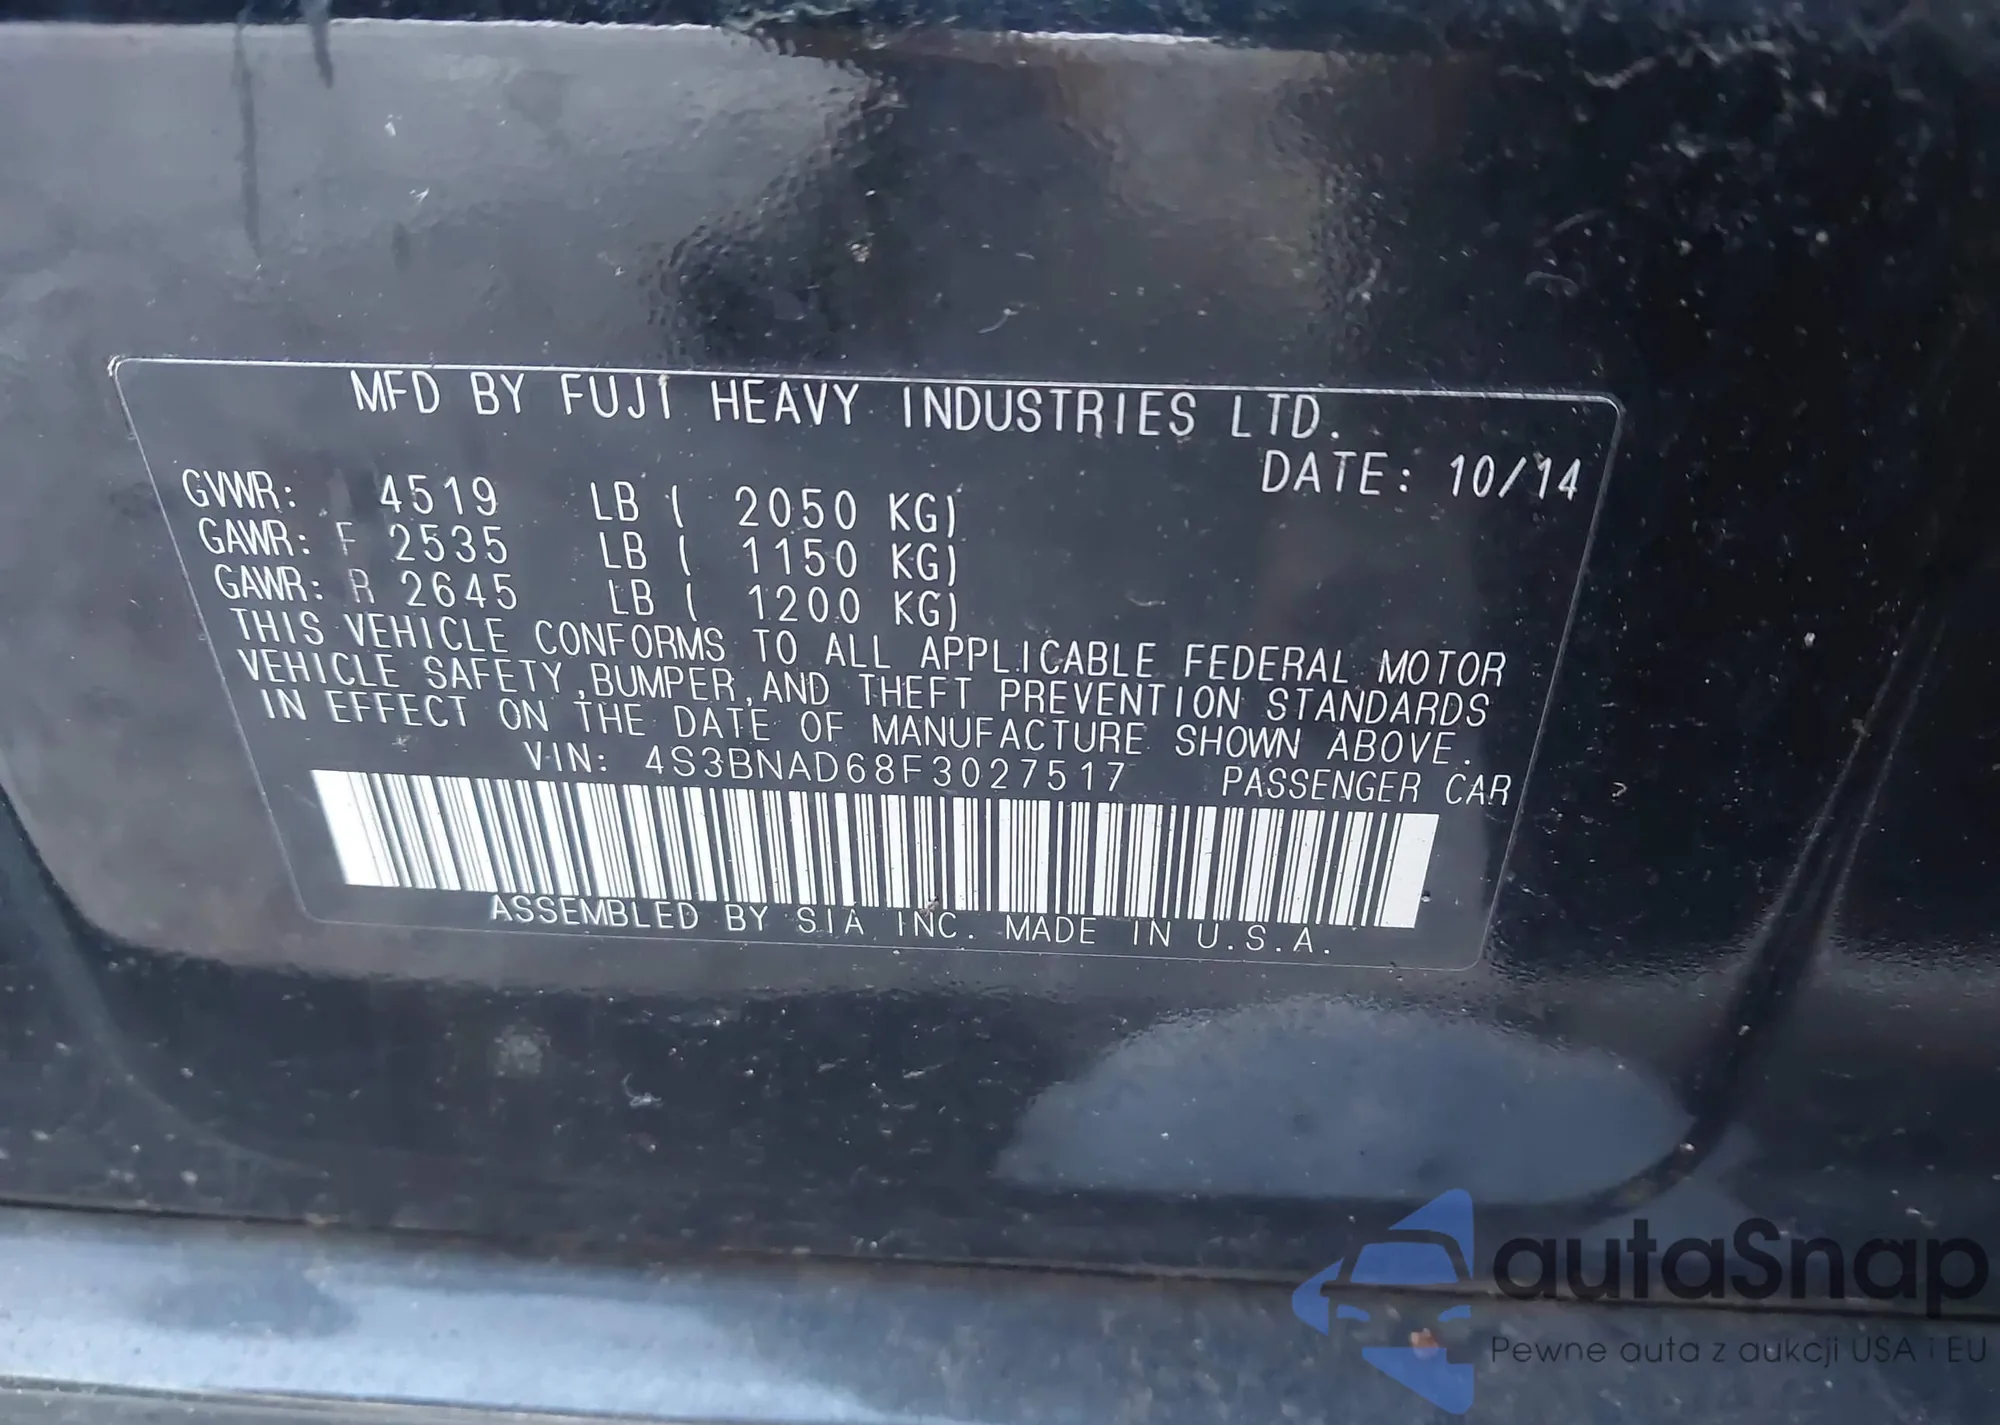 MFD BY FUJI HEAVY INDUSTRIES LTD.
DATE: 10/14
GVWR: 4519 LB ( 2050 KG)
GAWR: F 2535 LB ( 1150 KG)
GAWR: R 2645 LB ( 1200 KG)
THIS VEHICLE CONFORMS TO ALL APPLICABLE FEDERAL MOTOR
VEHICLE SAFETY,BUMPER,AND THEFT PREVENTION STANDARDS
IN EFFECT ON THE DATE OF MANUFACTURE SHOWN ABOVE.
VIN: 4S3BNAD68F3027517 PASSENGER CAR
ASSEMBLED BY SIA INC. MADE IN U.S.A.
autaSnap
Pewne auta z aukcji USA i EU